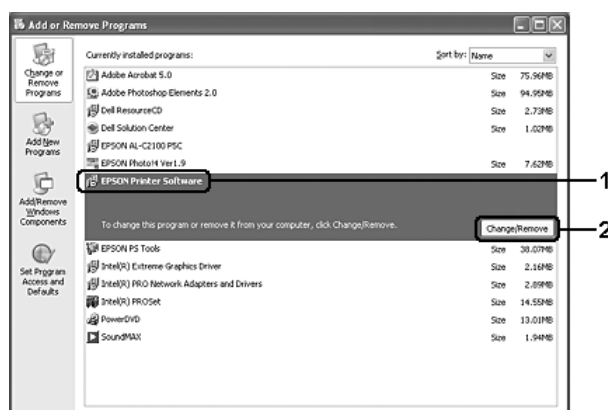 Add or Remove Programs
Change or
Remove
Programs
Add New
Programs
Add/Remove
Windows
Components
Set Program
Access and
Defaults
Currently installed programs:
Sort by: Name
Adobe Acrobat 5.0 Size 75.96MB
Adobe Photoshop Elements 2.0 Size 94.95MB
Dell ResourceCD Size 2.73MB
Dell Solution Center Size 1.02MB
EPSON AL-C2100 PSC
EPSON Photo!4 Ver1.9 Size 7.62MB
EPSON Printer Software 1
To change this program or remove it from your computer, click Change/Remove.
Change/Remove 2
EPSON PS Tools Size 38.07MB
Intel(R) Extreme Graphics Driver Size 2.16MB
Intel(R) PRO Network Adapters and Drivers Size 2.89MB
Intel(R) PROSet Size 14.55MB
PowerDVD Size 13.01MB
SoundMAX Size 1.94MB